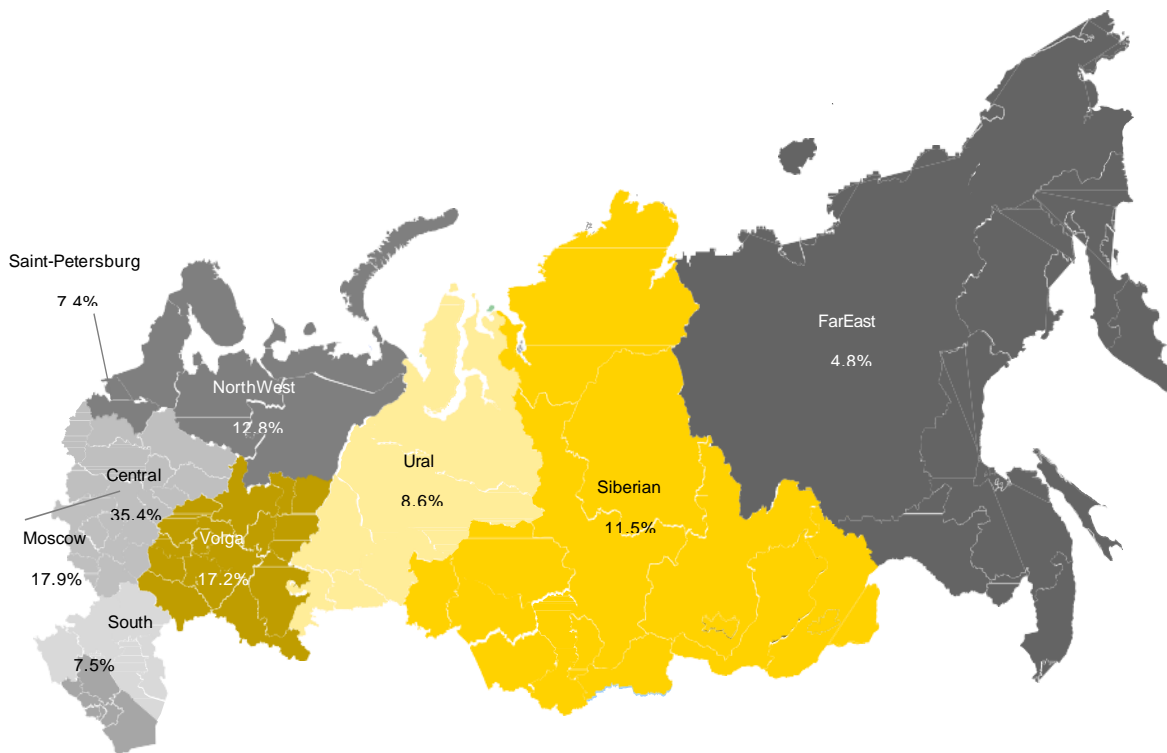 Saint-Petersburg
7.4%
NorthWest
12.8%
Central
35.4%
Moscow
17.9%
Volga
17.2%
South
7.5%
Ural
8.6%
Siberian
11.5%
FarEast
4.8%